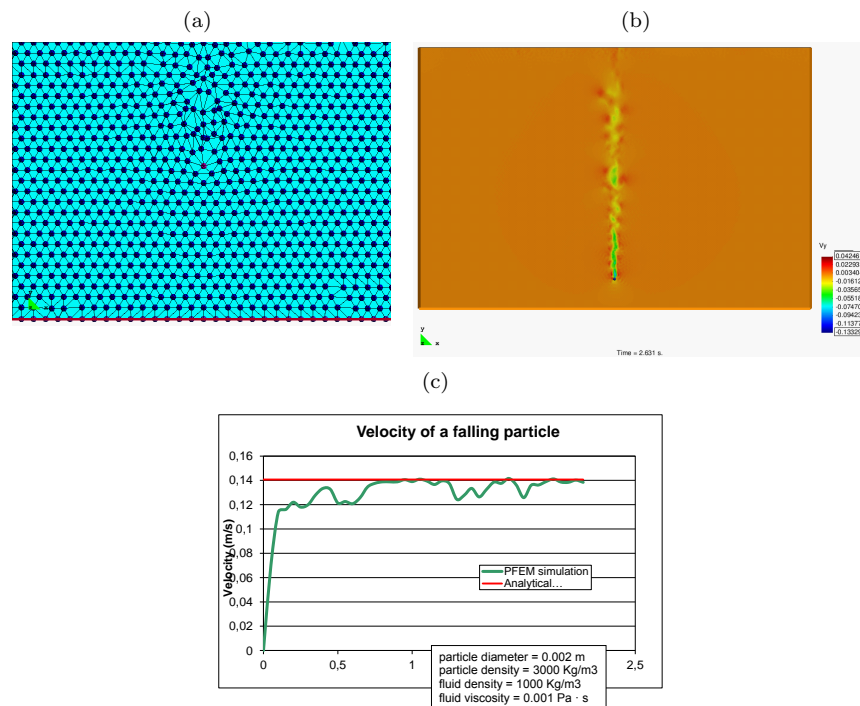 (a)
(b)
Vy
0.04246
0.02293
0.00340
-0.01612
-0.03565
-0.05518
-0.07470
-0.09423
-0.11377
-0.13329
y
x
Time = 2.631 s.
(c)
Velocity of a falling particle
0,16
0,14
0,12
0,1
0,08
0,06
0,04
0,02
0
Velocity (m/s)
PFEM simulation
Analytical…
0
0,5
1
2,5
particle diameter = 0.002 m
particle density = 3000 Kg/m3
fluid density = 1000 Kg/m3
fluid viscosity = 0.001 Pa · s